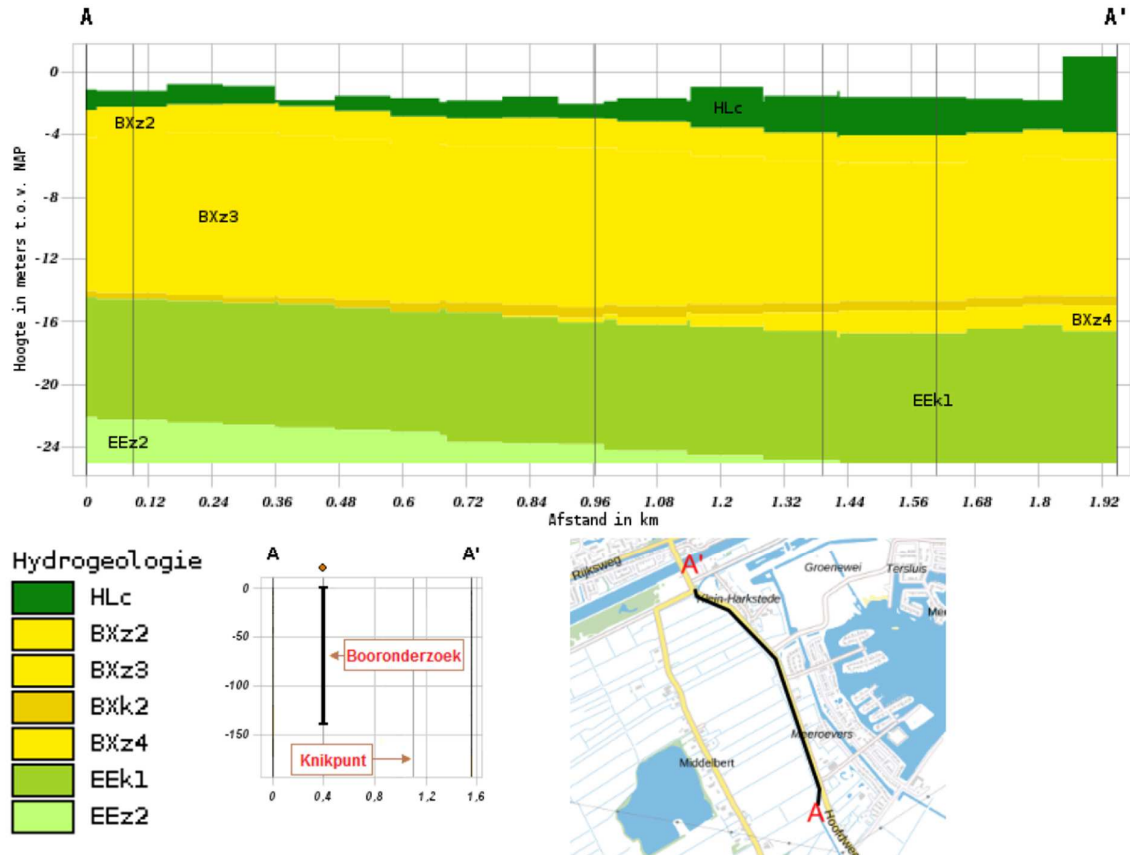 A A'
0
-4
-8
-12
-16
-20
-24
Hoogte in meters t.o.v. NAP
HLc
BXz2
BXz3
BXz4
EEk1
EEz2
0 0.12 0.24 0.36 0.48 0.6 0.72 0.84 0.96 1.08 1.2 1.32 1.44 1.56 1.68 1.8 1.92
Afstand in km
Hydrogeologie
HLc
BXz2
BXz3
BXk2
BXz4
EEk1
EEz2
A A'
0
-50
-100
-150
Booronderzoek
Knikpunt
0 0,4 0,8 1,2 1,6
Rijksweg
A'
Groenewei
Tersluis
Klein-Harkstede
Meeroevers
Middelbert
A